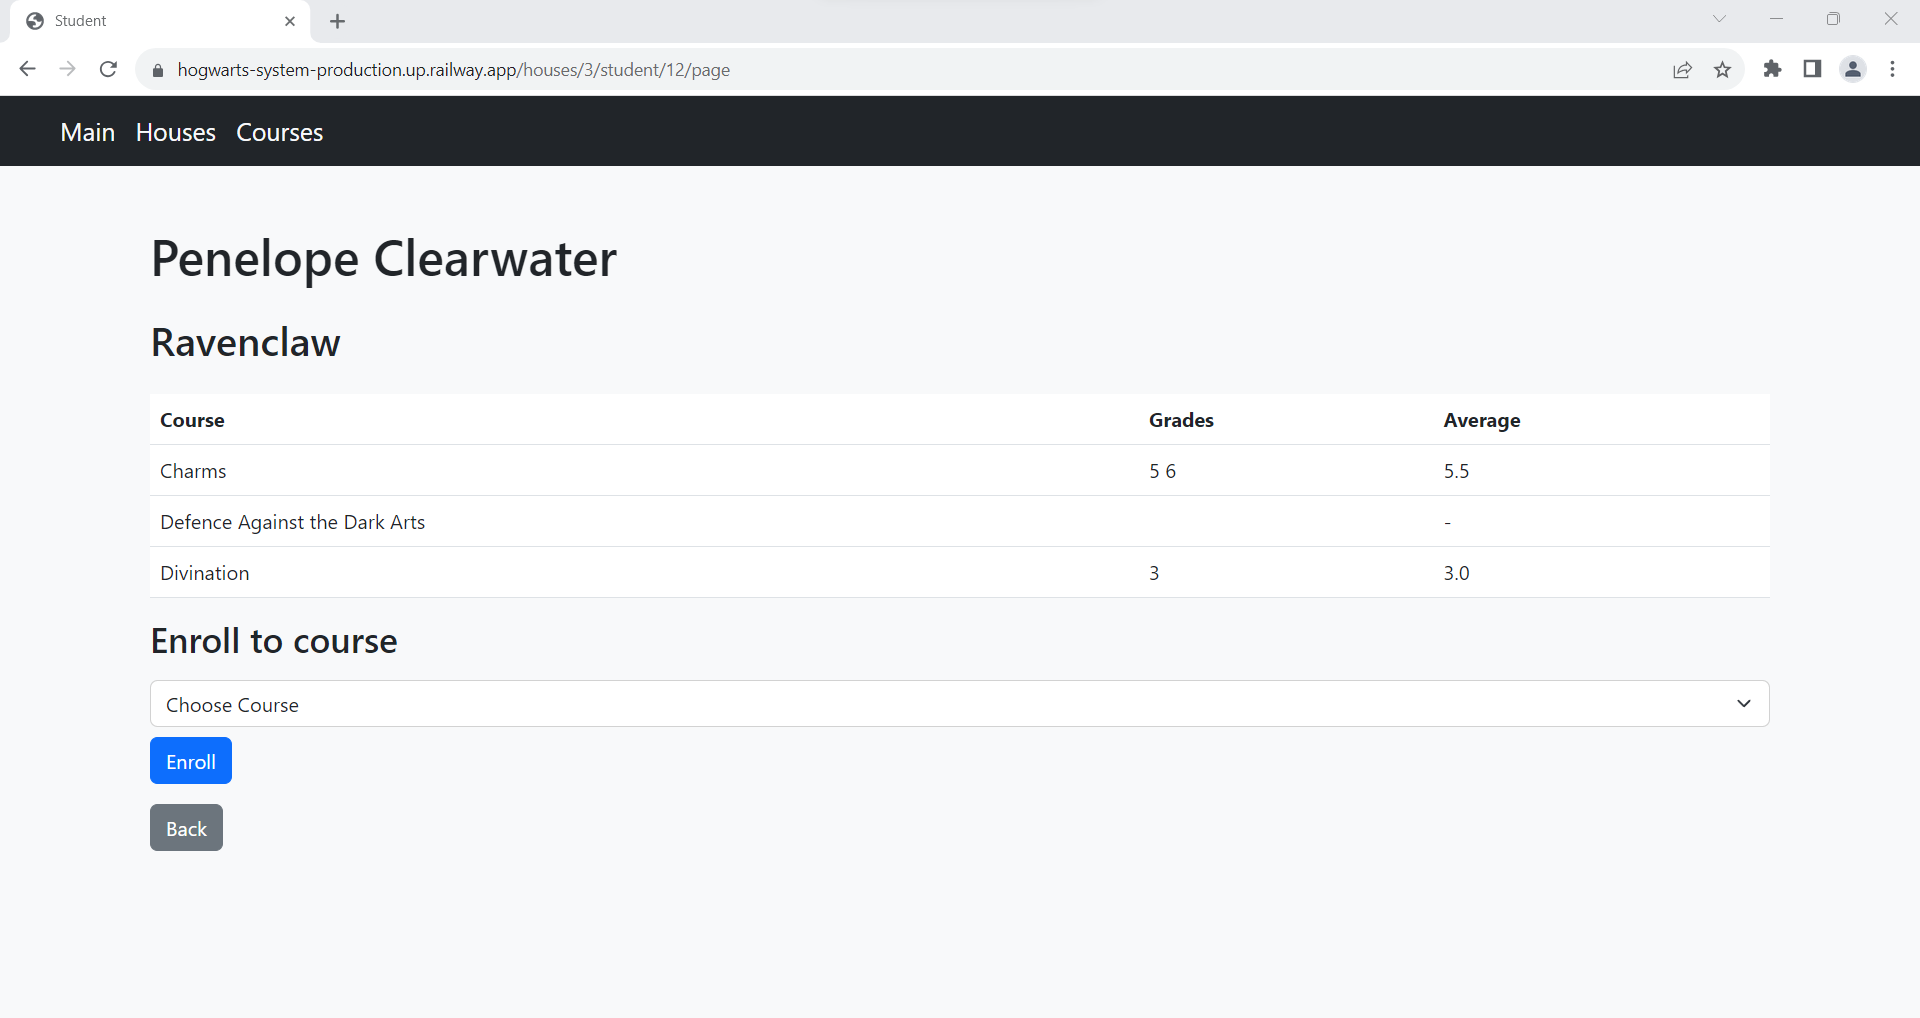 Student
hogwarts-system-production.up.railway.app/houses/3/student/12/page
Main Houses Courses
Penelope Clearwater
Ravenclaw
Course Grades Average
Charms 5 6 5.5
Defence Against the Dark Arts -
Divination 3 3.0
Enroll to course
Choose Course
Enroll
Back